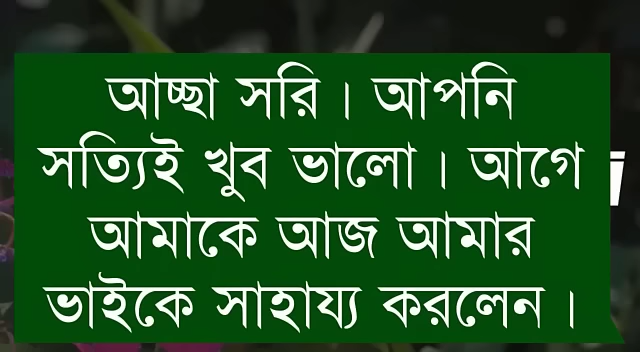 আচ্ছা সরি । আপনি
সত্যিই খুব ভালো । আগে
আমাকে আজ আমার
ভাইকে সাহায্য করলেন ।